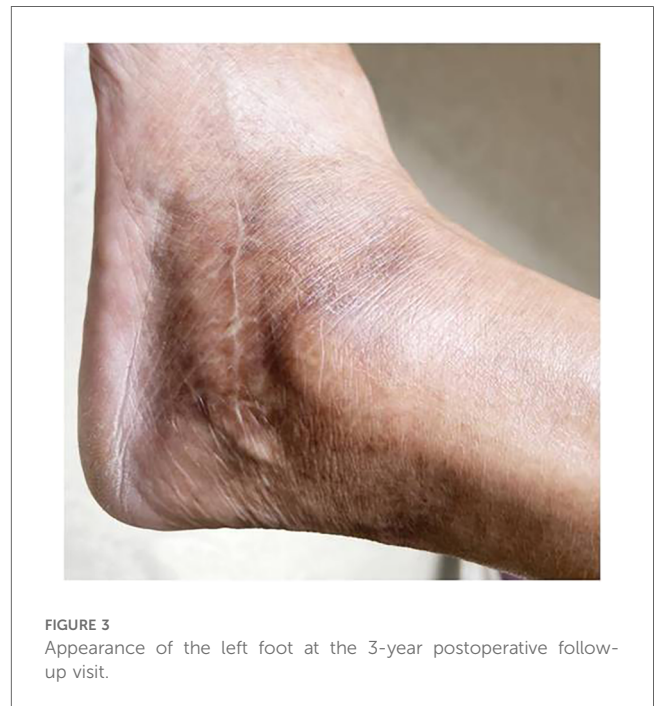 FIGURE 3
Appearance of the left foot at the 3-year postoperative follow-
up visit.